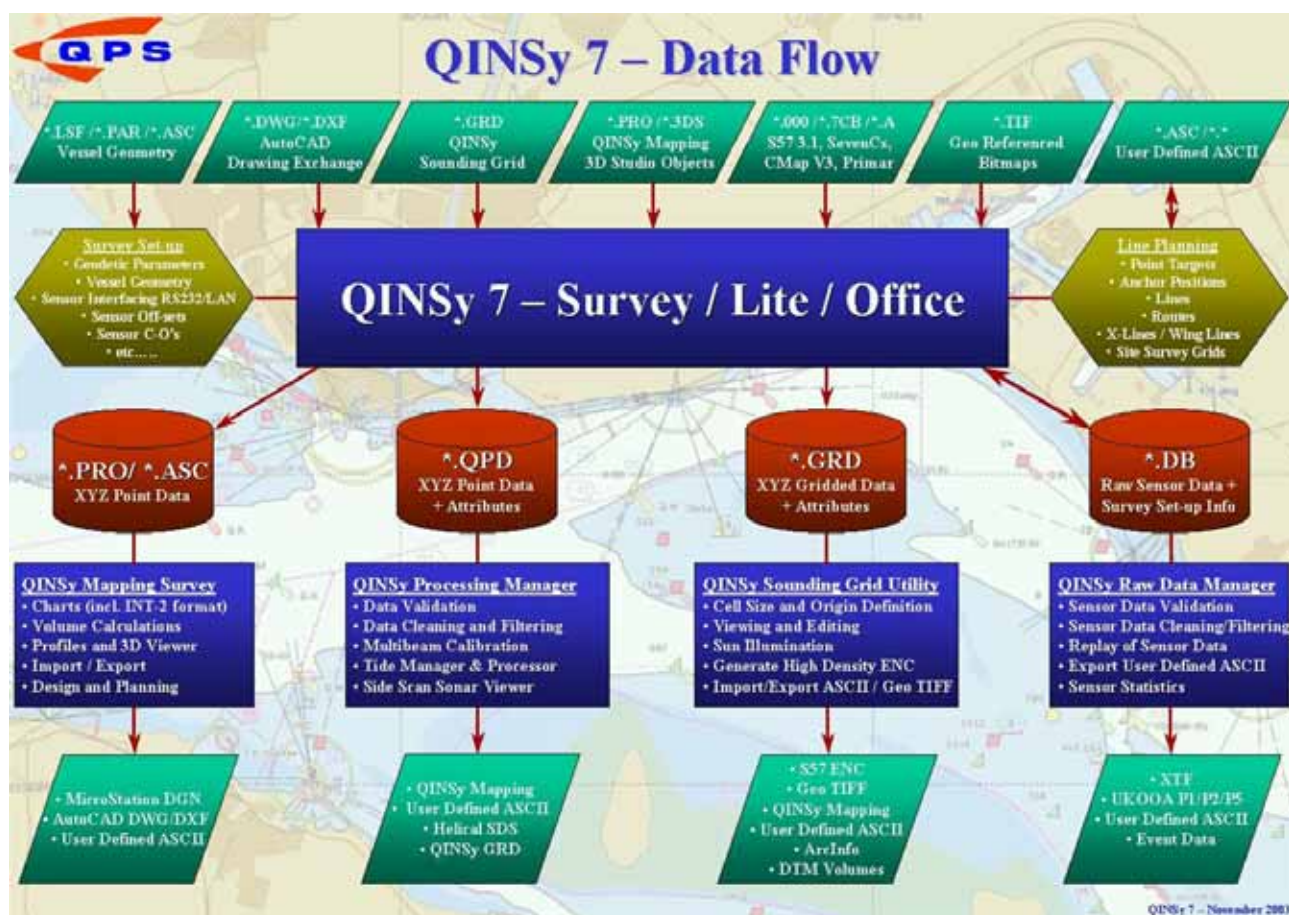 QPS
QINSy 7 – Data Flow
*.LSF /*.PAR /*.ASC
Vessel Geometry
*.DWG/*.DXF
AutoCAD
Drawing Exchange
*.GRD
QINSy
Sounding Grid
*.PRO /*.3DS
QINSy Mapping
3D Studio Objects
*.000 /*.7CB /*.A
S57 3.1, SevenCs,
CMap V3, Primar
*.TIF
Geo Referenced
Bitmaps
*.ASC /*.*
User Defined ASCII
Survey Set-up
• Geodetic Parameters
• Vessel Geometry
• Sensor Interfacing RS232/LAN
• Sensor Off-sets
• Sensor C-O's
• etc.....
QINSy 7 – Survey / Lite / Office
Line Planning
• Point Targets
• Anchor Positions
• Lines
• Routes
• X-Lines / Wing Lines
• Site Survey Grids
*.PRO/ *.ASC
XYZ Point Data
*.QPD
XYZ Point Data
+ Attributes
*.GRD
XYZ Gridded Data
+ Attributes
*.DB
Raw Sensor Data +
Survey Set-up Info
QINSy Mapping Survey
• Charts (incl. INT-2 format)
• Volume Calculations
• Profiles and 3D Viewer
• Import / Export
• Design and Planning
QINSy Processing Manager
• Data Validation
• Data Cleaning and Filtering
• Multibeam Calibration
• Tide Manager & Processor
• Side Scan Sonar Viewer
QINSy Sounding Grid Utility
• Cell Size and Origin Definition
• Viewing and Editing
• Sun Illumination
• Generate High Density ENC
• Import/Export ASCII / Geo TIFF
QINSy Raw Data Manager
• Sensor Data Validation
• Sensor Data Cleaning/Filtering
• Replay of Sensor Data
• Export User Defined ASCII
• Sensor Statistics
• MicroStation DGN
• AutoCAD DWG/DXF
• User Defined ASCII
• QINSy Mapping
• User Defined ASCII
• Helical SDS
• QINSy GRD
• S57 ENC
• Geo TIFF
• QINSy Mapping
• User Defined ASCII
• ArcInfo
• DTM Volumes
• XTF
• UKOOA P1/P2/P5
• User Defined ASCII
• Event Data
QINSy 7 – November 2003